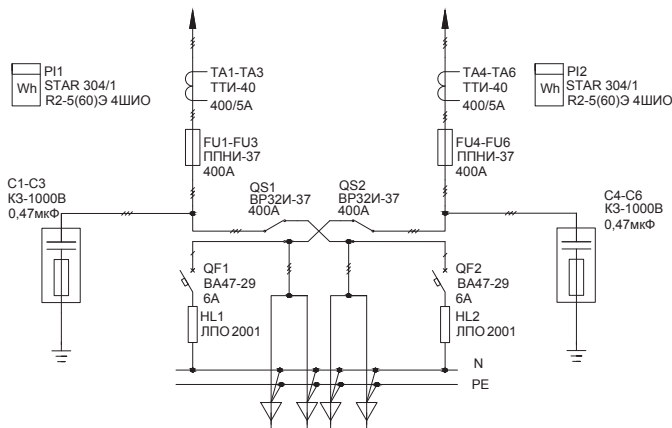 PI1
STAR 304/1
R2-5(60)Э 4ШИО
Wh
TA1-TA3
ТТИ-40
400/5А
TA4-TA6
ТТИ-40
400/5А
PI2
STAR 304/1
R2-5(60)Э 4ШИО
Wh
FU1-FU3
ППНИ-37
400А
FU4-FU6
ППНИ-37
400А
C1-C3
КЗ-1000В
0,47мкФ
QS1
ВР32И-37
400А
QS2
ВР32И-37
400А
C4-C6
КЗ-1000В
0,47мкФ
QF1
ВА47-29
6А
QF2
ВА47-29
6А
HL1
ЛПО 2001
HL2
ЛПО 2001
N
PE